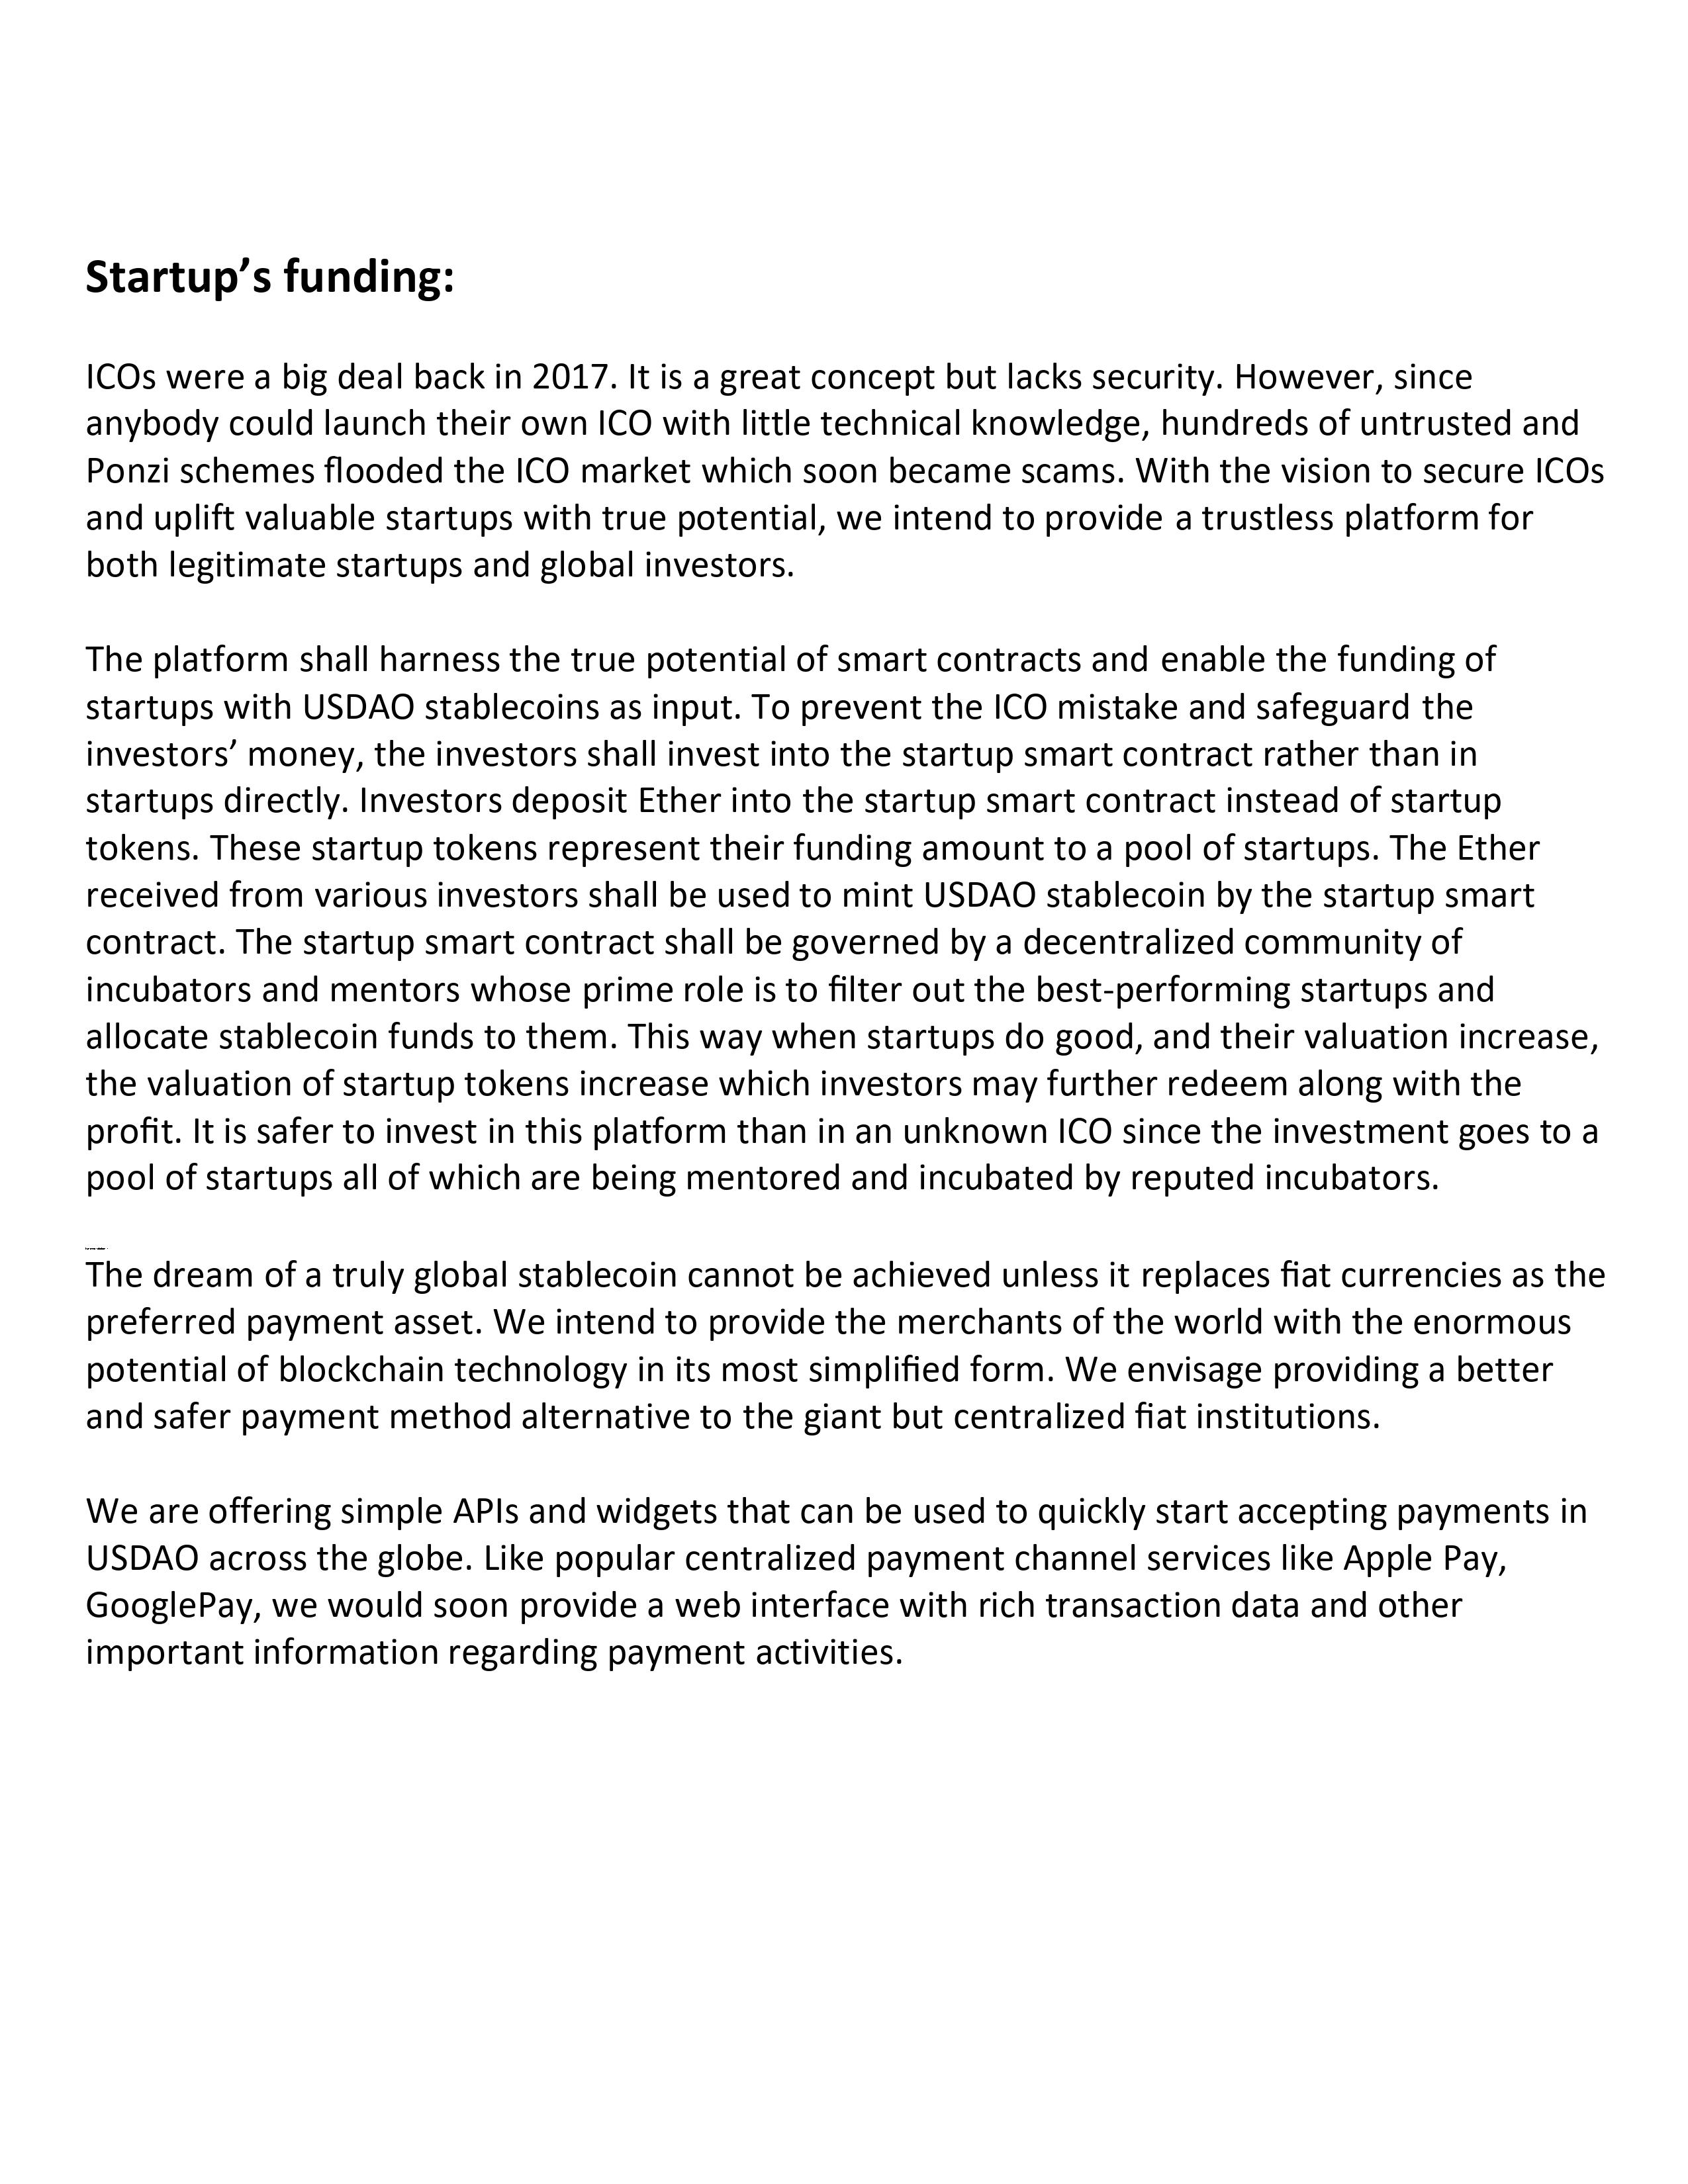 Startup’s funding:
ICOs were a big deal back in 2017. It is a great concept but lacks security. However, since
anybody could launch their own ICO with little technical knowledge, hundreds of untrusted and
Ponzi schemes flooded the ICO market which soon became scams. With the vision to secure ICOs
and uplift valuable startups with true potential, we intend to provide a trustless platform for
both legitimate startups and global investors.
The platform shall harness the true potential of smart contracts and enable the funding of
startups with USDAO stablecoins as input. To prevent the ICO mistake and safeguard the
investors’ money, the investors shall invest into the startup smart contract rather than in
startups directly. Investors deposit Ether into the startup smart contract instead of startup
tokens. These startup tokens represent their funding amount to a pool of startups. The Ether
received from various investors shall be used to mint USDAO stablecoin by the startup smart
contract. The startup smart contract shall be governed by a decentralized community of
incubators and mentors whose prime role is to filter out the best-performing startups and
allocate stablecoin funds to them. This way when startups do good, and their valuation increase,
the valuation of startup tokens increase which investors may further redeem along with the
profit. It is safer to invest in this platform than in an unknown ICO since the investment goes to a
pool of startups all of which are being mentored and incubated by reputed incubators.
The dream of a truly global stablecoin cannot be achieved unless it replaces fiat currencies as the
preferred payment asset. We intend to provide the merchants of the world with the enormous
potential of blockchain technology in its most simplified form. We envisage providing a better
and safer payment method alternative to the giant but centralized fiat institutions.
We are offering simple APIs and widgets that can be used to quickly start accepting payments in
USDAO across the globe. Like popular centralized payment channel services like Apple Pay,
GooglePay, we would soon provide a web interface with rich transaction data and other
important information regarding payment activities.